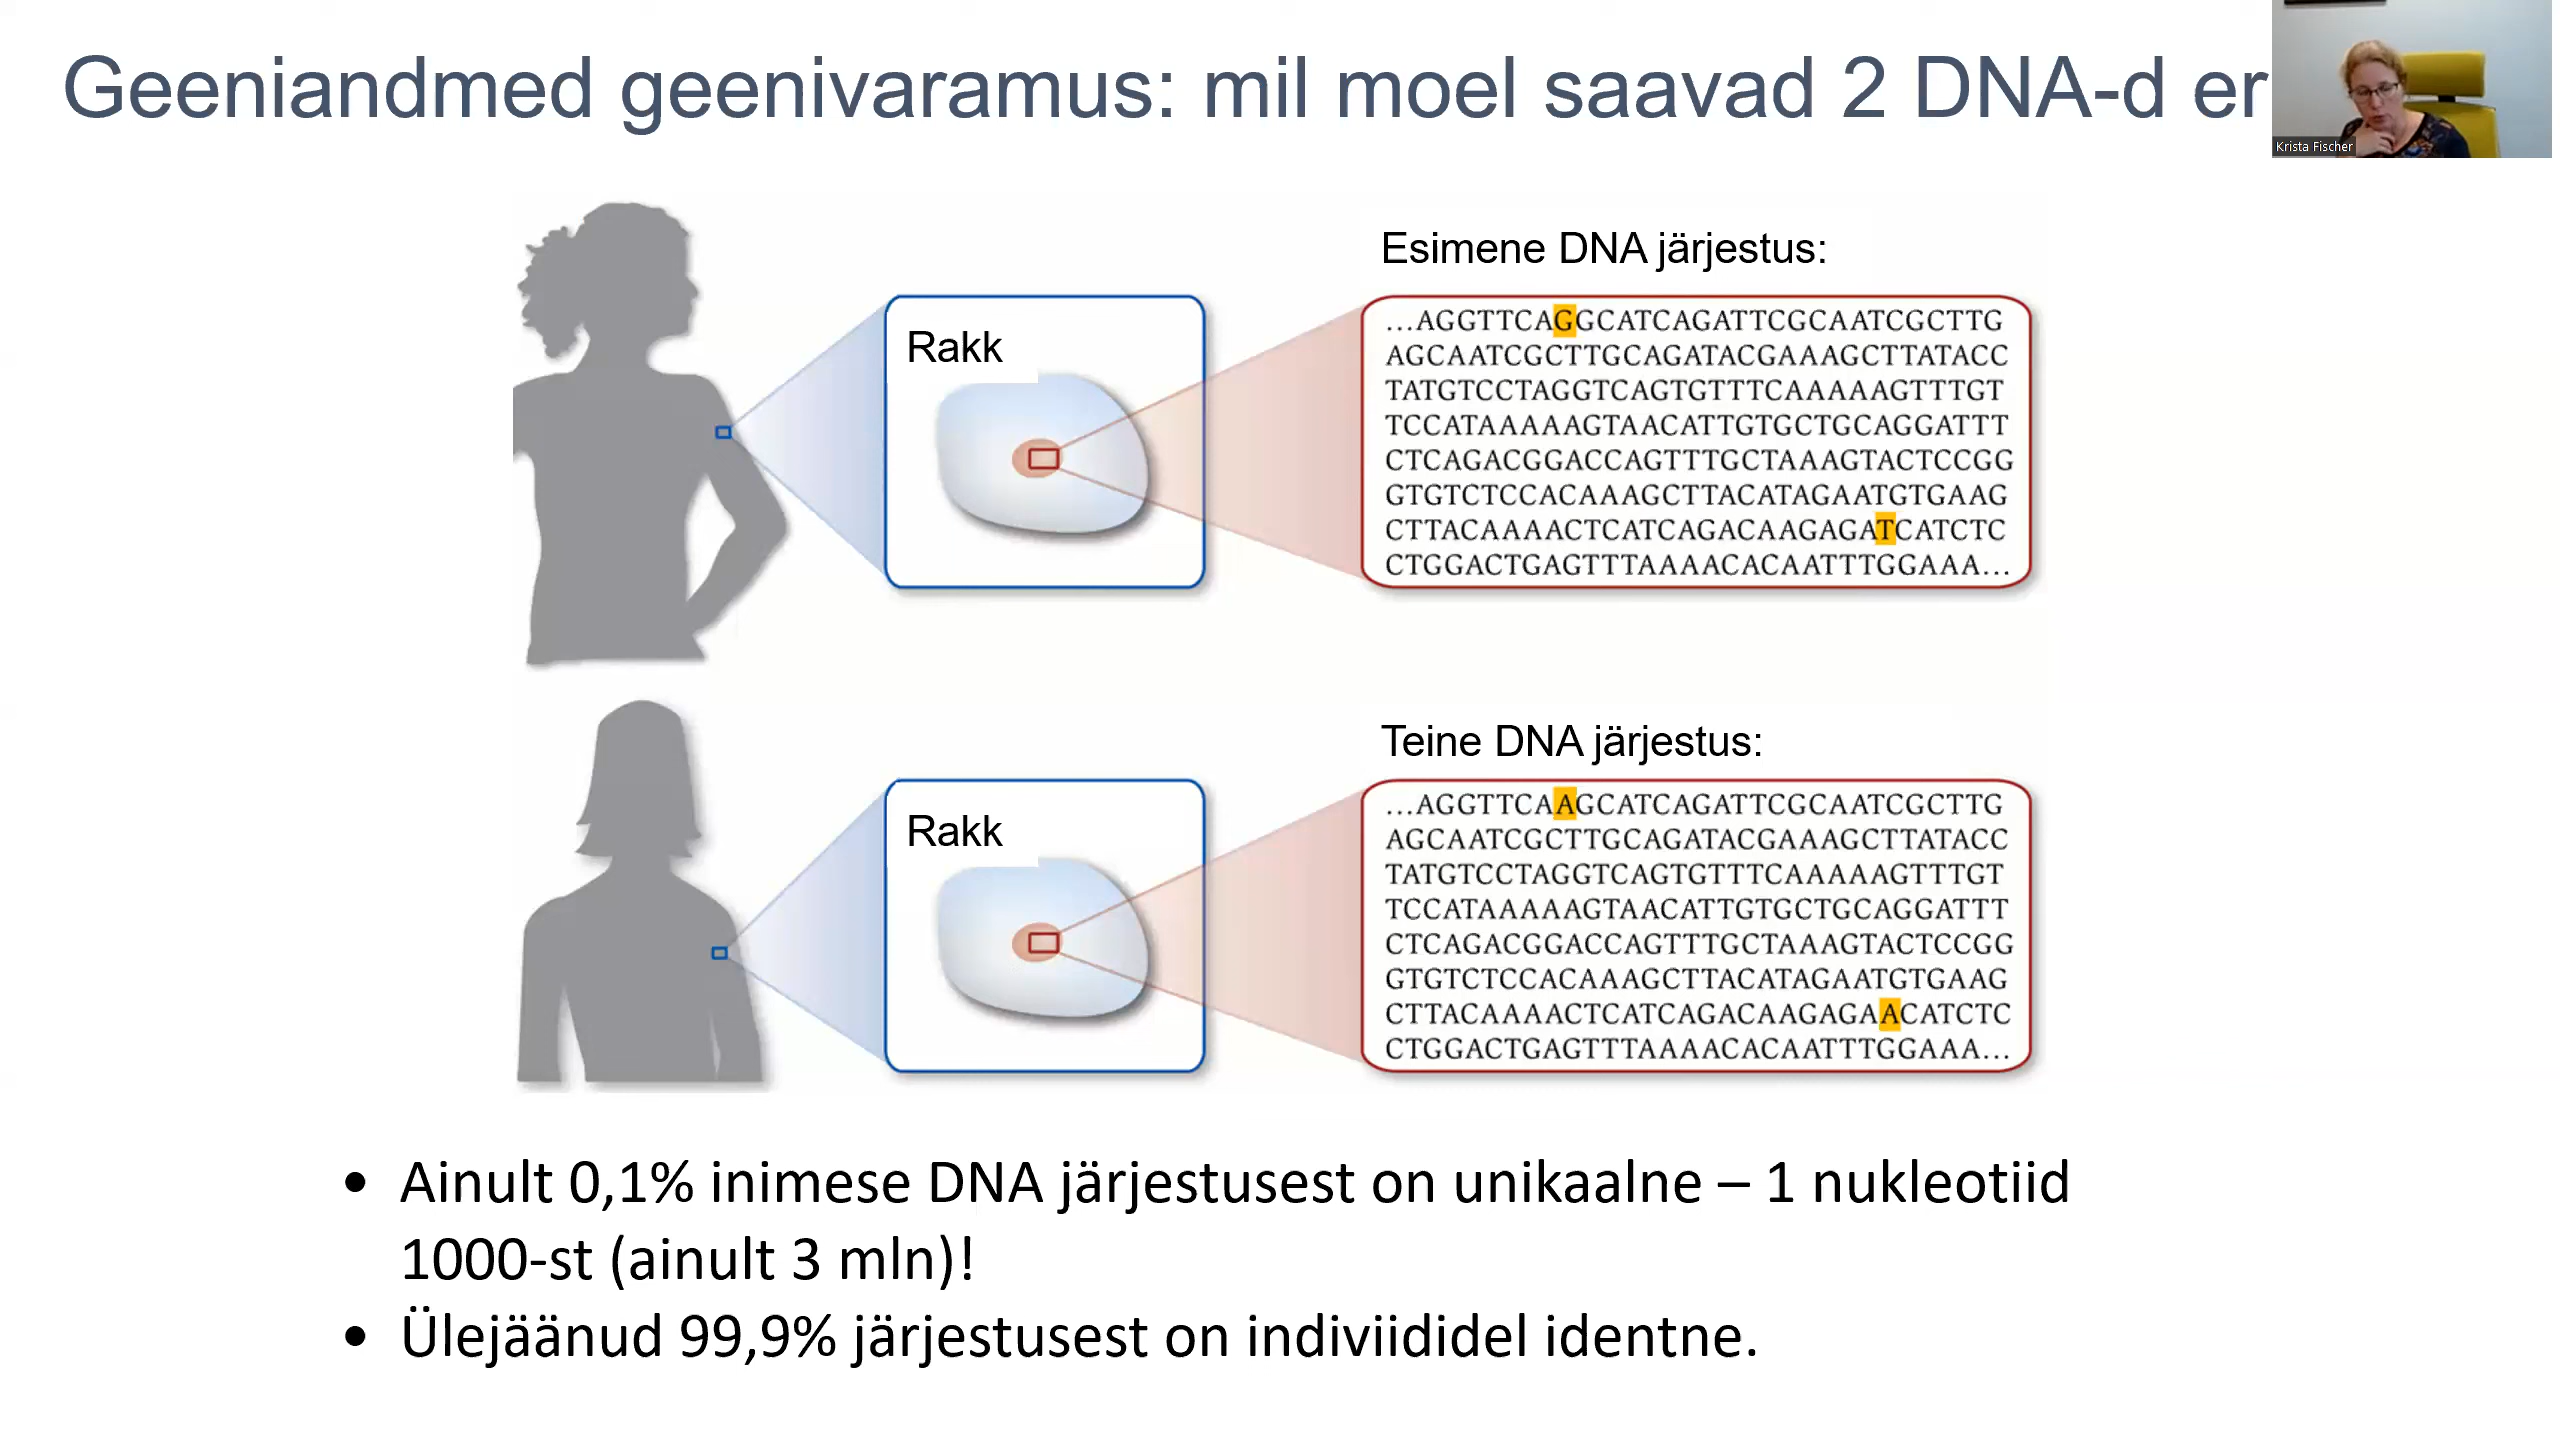 Geeniandmed geenivaramus: mil moel saavad 2 DNA-d er
Krista Fischer
Esimene DNA järjestus:
Rakk
...AGGTTCAGGCATCAGATTCGCAATCGCTTG
AGCAATCGCTTGCAGATACGAAAGCTTATACC
TATGTCCTAGGTCAGTGTTTCAAAAAGTTTGT
TCCATAAAAAGTAACATTGTGCTGCAGGATTT
CTCAGACGGACCAGTTTGCTAAAGTACTCCGG
GTGTCTCCACAAAGCTTACATAGAATGTGAAG
CTTACAAAACTCATCAGACAAGAGATCATCTC
CTGGACTGAGTTTAAAACACAATTTGGAAA...
Teine DNA järjestus:
Rakk
...AGGTTCAAGCATCAGATTCGCAATCGCTTG
AGCAATCGCTTGCAGATACGAAAGCTTATACC
TATGTCCTAGGTCAGTGTTTCAAAAAGTTTGT
TCCATAAAAAGTAACATTGTGCTGCAGGATTT
CTCAGACGGACCAGTTTGCTAAAGTACTCCGG
GTGTCTCCACAAAGCTTACATAGAATGTGAAG
CTTACAAAACTCATCAGACAAGAGAACATCTC
CTGGACTGAGTTTAAAACACAATTTGGAAA...
• Ainult 0,1% inimese DNA järjestusest on unikaalne – 1 nukleotiid
1000-st (ainult 3 mln)!
• Ülejäänud 99,9% järjestusest on indiviididel identne.